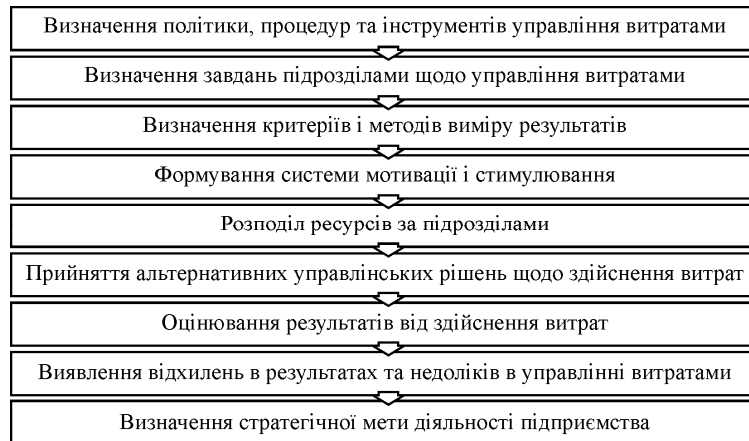 Визначення політики, процедур та інструментів управління витратами
Визначення завдань підрозділами щодо управління витратами
Визначення критеріїв і методів виміру результатів
Формування системи мотивації і стимулювання
Розподіл ресурсів за підрозділами
Прийняття альтернативних управлінських рішень щодо здійснення витрат
Оцінювання результатів від здійснення витрат
Виявлення відхилень в результатах та недоліків в управлінні витратами
Визначення стратегічної мети діяльності підприємства